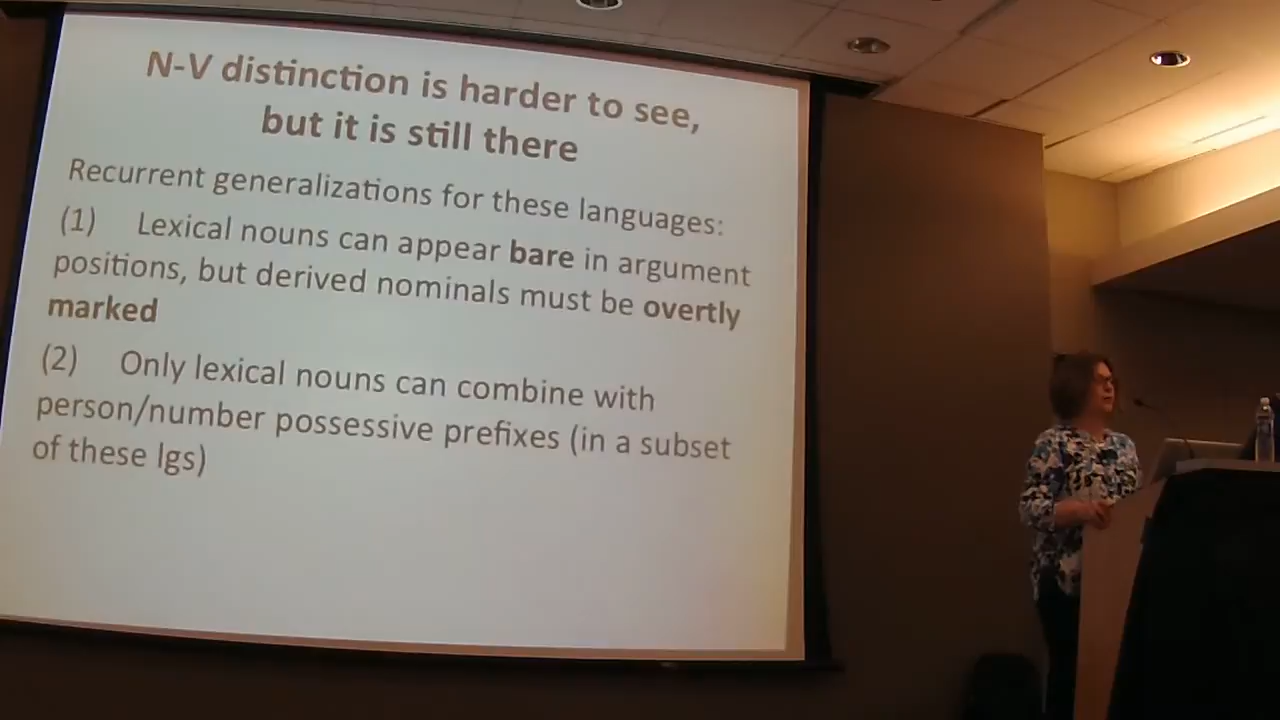 N-V distinction is harder to see,
but it is still there
Recurrent generalizations for these languages:
(1) Lexical nouns can appear bare in argument
positions, but derived nominals must be overtly
marked
(2) Only lexical nouns can combine with
person/number possessive prefixes (in a subset
of these lgs)